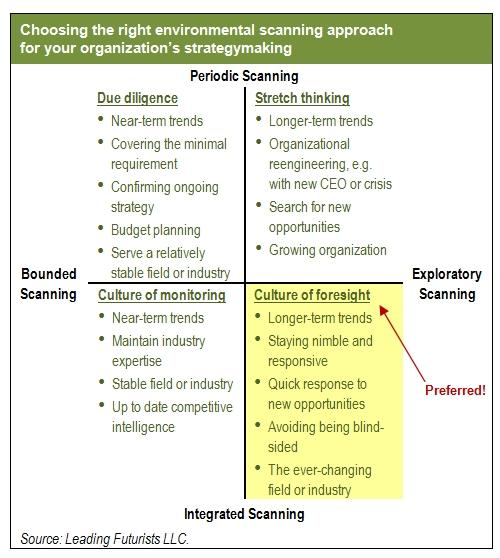 Choosing the right environmental scanning approach
for your organization's strategymaking
Periodic Scanning
Due diligence
• Near-term trends
• Covering the minimal
requirement
• Confirming ongoing
strategy
• Budget planning
• Serve a relatively
stable field or industry
Stretch thinking
• Longer-term trends
• Organizational
reengineering, e.g.
with new CEO or crisis
• Search for new
opportunities
• Growing organization
Bounded
Scanning
Exploratory
Scanning
Culture of monitoring
• Near-term trends
• Maintain industry
expertise
• Stable field or industry
• Up to date competitive
intelligence
Culture of foresight
• Longer-term trends
• Staying nimble and
responsive
• Quick response to
new opportunities
• Avoiding being blind-
sided
• The ever-changing
field or industry
Preferred!
Integrated Scanning
Source: Leading Futurists LLC.